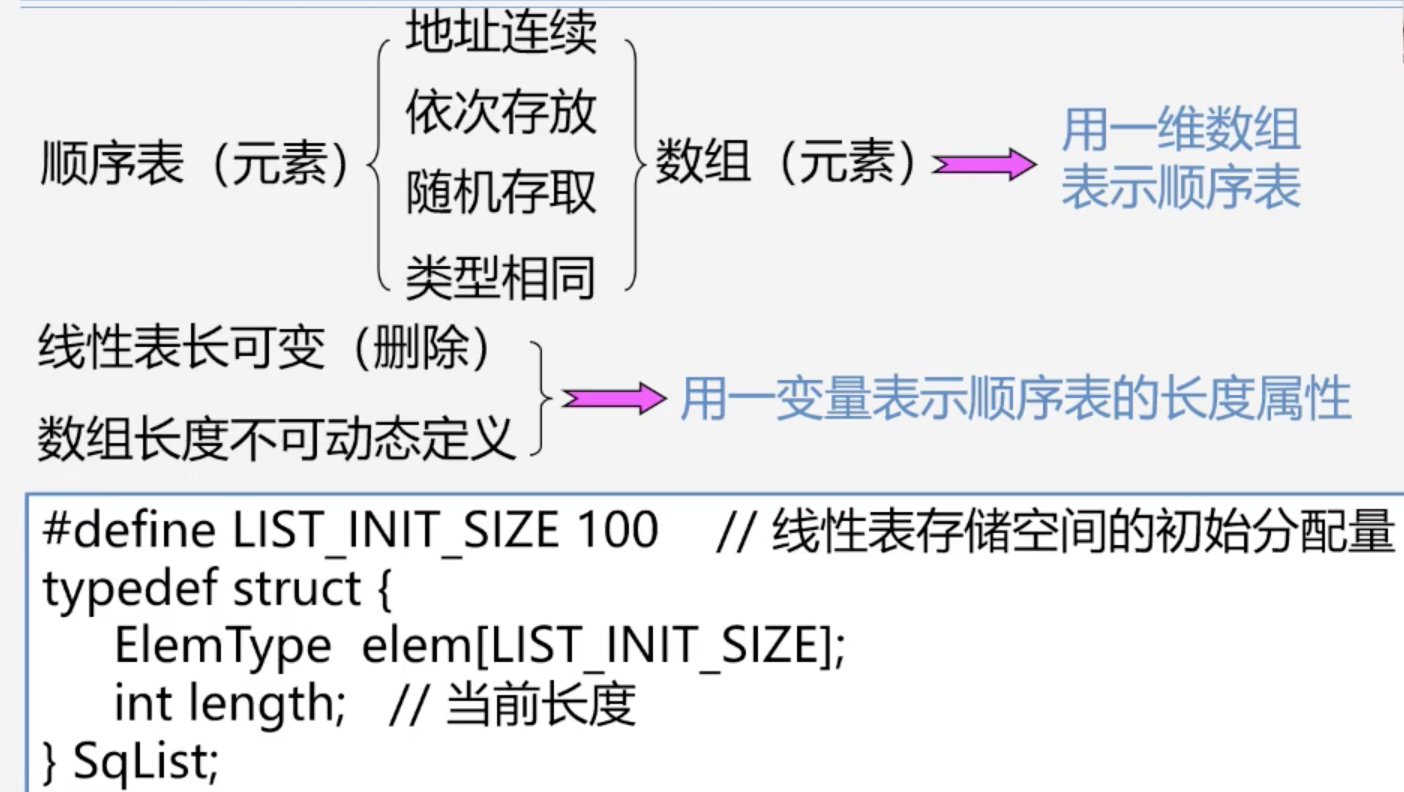 地址连续
依次存放
顺序表（元素）
随机存取
类型相同
数组（元素）
用一维数组
表示顺序表
线性表长可变（删除）
数组长度不可动态定义
用一变量表示顺序表的长度属性
#define LIST_INIT_SIZE 100 // 线性表存储空间的初始分配量
typedef struct {
ElemType elem[LIST_INIT_SIZE];
int length; // 当前长度
} SqList;